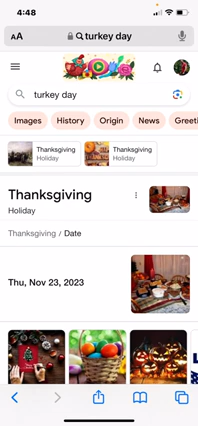 4:48
AA
turkey day
turkey day
Images
History
Origin
News
Greeti
Thanksgiving
Holiday
Thanksgiving
Holiday
Thanksgiving
Holiday
Thanksgiving / Date
Thu, Nov 23, 2023